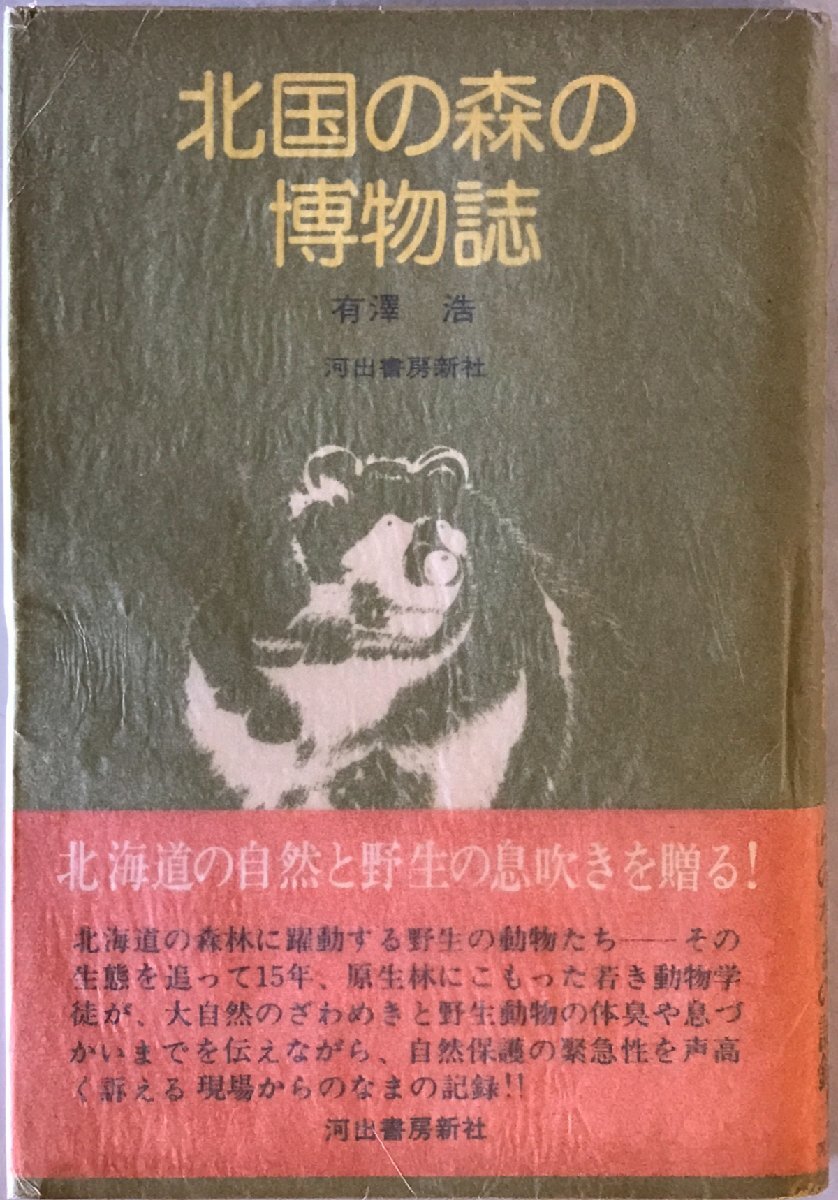 北国の森の
博物誌
有澤 浩
河出書房新社
北海道の自然と野生の息吹きを贈る!
北海道の森林に躍動する野生の動物たち――その
生態を追って15年、原生林にこもった若き動物学
徒が、大自然のざわめきと野生動物の体臭や息づ
かいまでを伝えながら、自然保護の緊急性を声高
く訴える現場からのなまの記録!!
河出書房新社